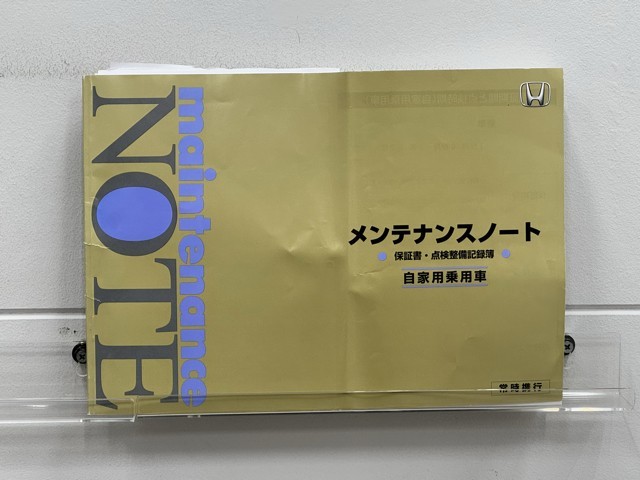 maintenance
NOTE
メンテナンスノート
保証書・点検整備記録簿
自家用乗用車
常時携行